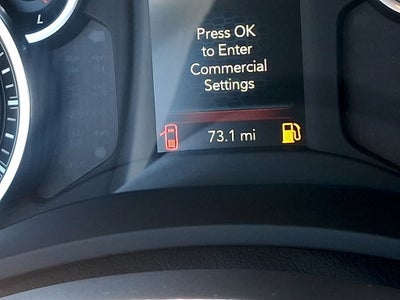 L
Press OK
to Enter
Commercial
Settings
73.1 mi